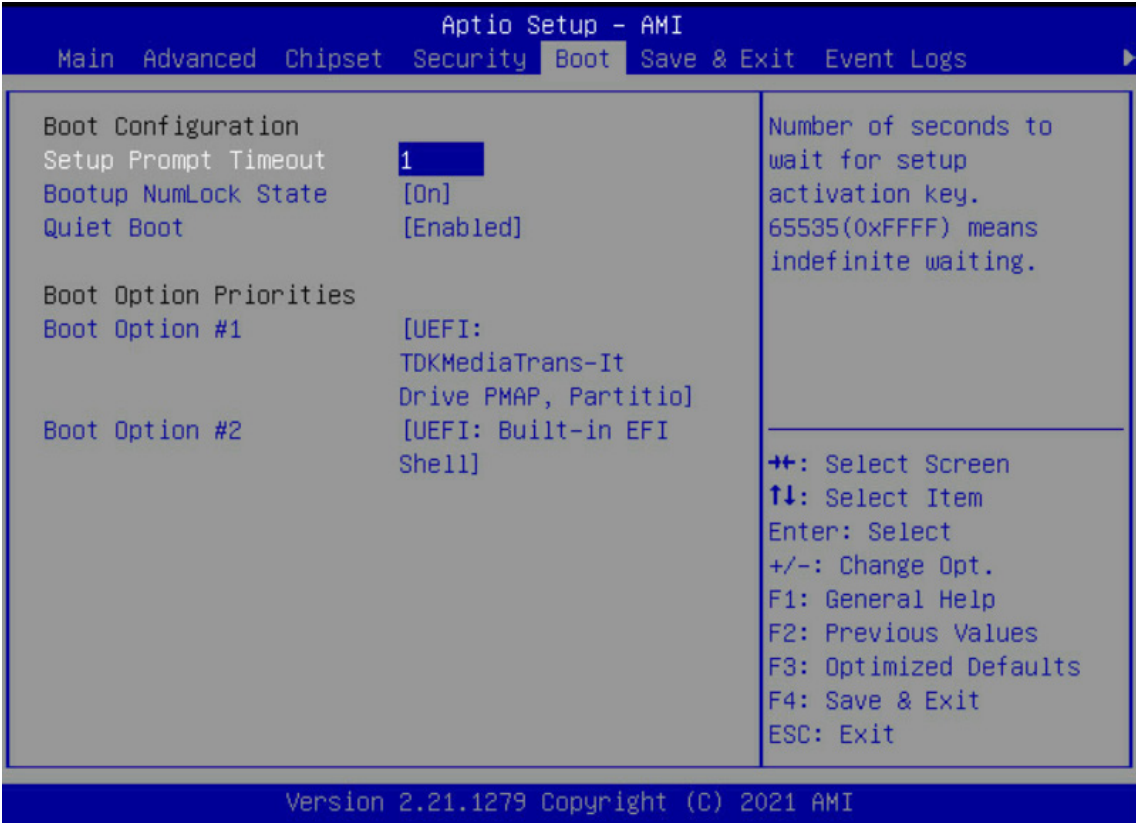 Aptio Setup – AMI
Main Advanced Chipset Security Boot Save & Exit Event Logs ▶
Boot Configuration
Setup Prompt Timeout 1
Bootup NumLock State [On]
Quiet Boot [Enabled]
Boot Option Priorities
Boot Option #1 [UEFI:
TDKMediaTrans-It
Drive PMAP, Partitio]
Boot Option #2 [UEFI: Built-in EFI
Shell]
Number of seconds to
wait for setup
activation key.
65535(0xFFFF) means
indefinite waiting.
→←: Select Screen
↑↓: Select Item
Enter: Select
+/-: Change Opt.
F1: General Help
F2: Previous Values
F3: Optimized Defaults
F4: Save & Exit
ESC: Exit
Version 2.21.1279 Copyright (C) 2021 AMI